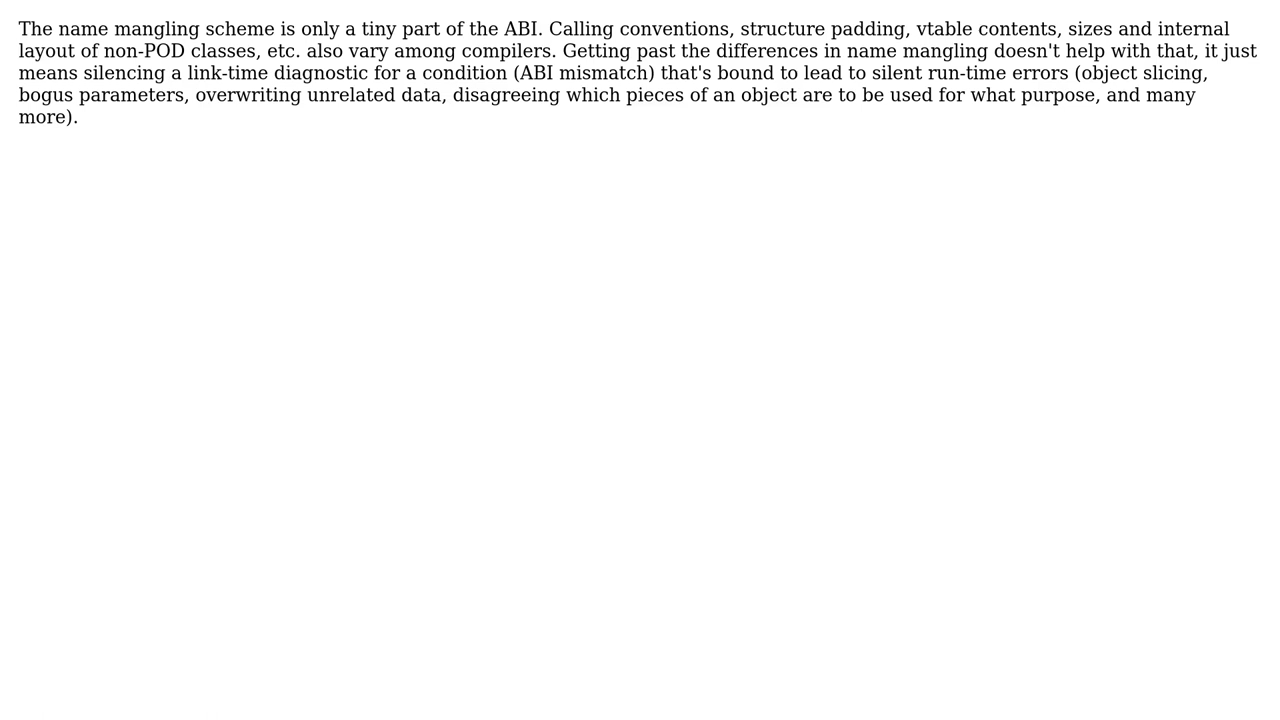 The name mangling scheme is only a tiny part of the ABI. Calling conventions, structure padding, vtable contents, sizes and internal
layout of non-POD classes, etc. also vary among compilers. Getting past the differences in name mangling doesn't help with that, it just
means silencing a link-time diagnostic for a condition (ABI mismatch) that's bound to lead to silent run-time errors (object slicing,
bogus parameters, overwriting unrelated data, disagreeing which pieces of an object are to be used for what purpose, and many
more).